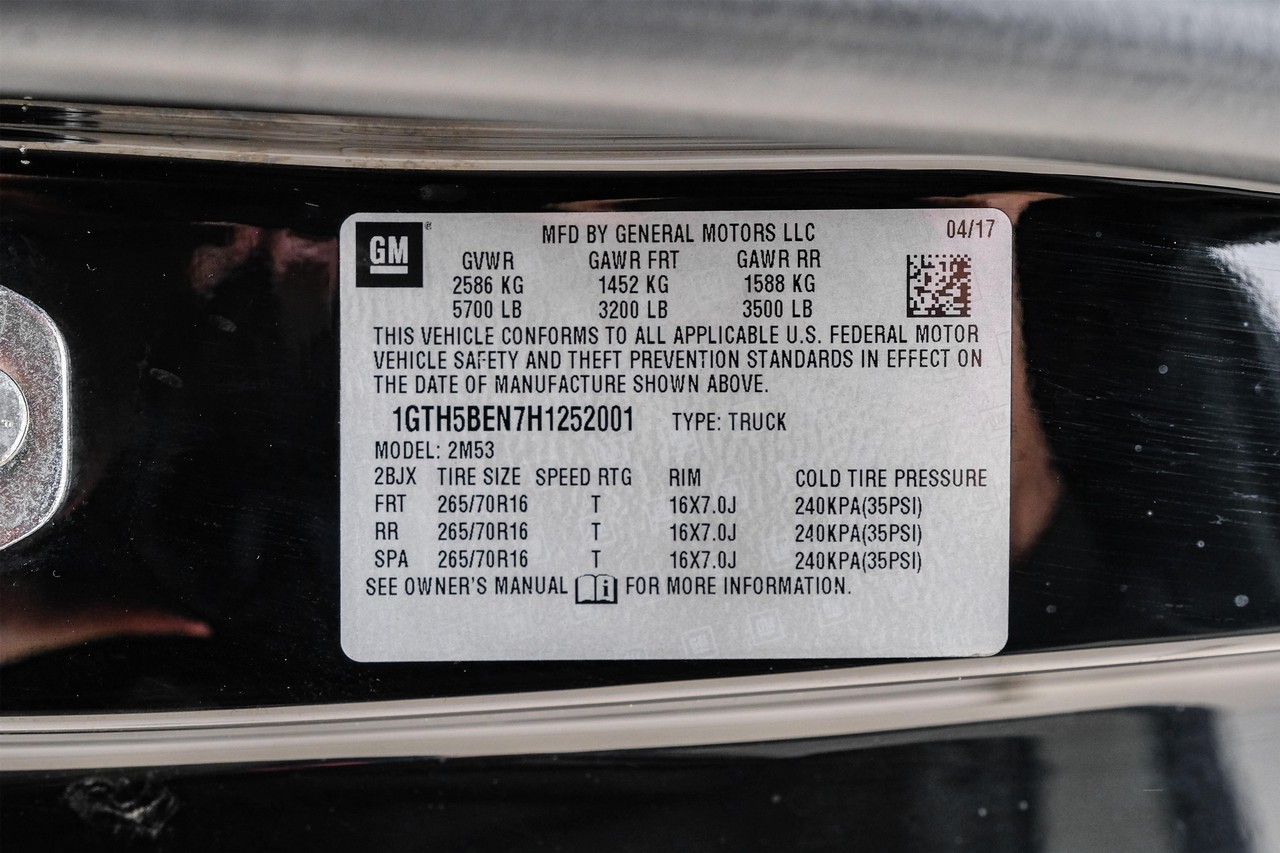 GM ®
MFD BY GENERAL MOTORS LLC 04/17
GVWR GAWR FRT GAWR RR
2586 KG 1452 KG 1588 KG
5700 LB 3200 LB 3500 LB
THIS VEHICLE CONFORMS TO ALL APPLICABLE U.S. FEDERAL MOTOR
VEHICLE SAFETY AND THEFT PREVENTION STANDARDS IN EFFECT ON
THE DATE OF MANUFACTURE SHOWN ABOVE.
1GTH5BEN7H1252001 TYPE: TRUCK
MODEL: 2M53
2BJX TIRE SIZE SPEED RTG RIM COLD TIRE PRESSURE
FRT 265/70R16 T 16X7.0J 240KPA(35PSI)
RR 265/70R16 T 16X7.0J 240KPA(35PSI)
SPA 265/70R16 T 16X7.0J 240KPA(35PSI)
SEE OWNER'S MANUAL i FOR MORE INFORMATION.